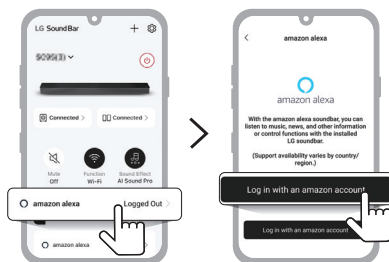 LG Sound Bar
Connected >
Connected >
Mute
Off
Function
Wi-Fi
Sound Effect
AI Sound Pro
amazon alexa
Logged Out >
amazon alexa
amazon alexa
amazon alexa
With the amazon alexa soundbar, you can
listen to music, news, and other information
or control functions with the installed
LG soundbar.
(Support availability varies by country/
region.)
Log in with an amazon account
Log in with an amazon account